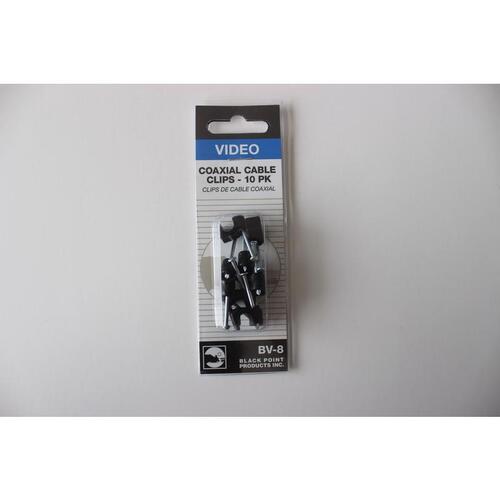 VIDEO
COAXIAL CABLE
CLIPS - 10 PK
CLIPS DE CABLE COAXIAL
BV-8
BLACK POINT
PRODUCTS INC.